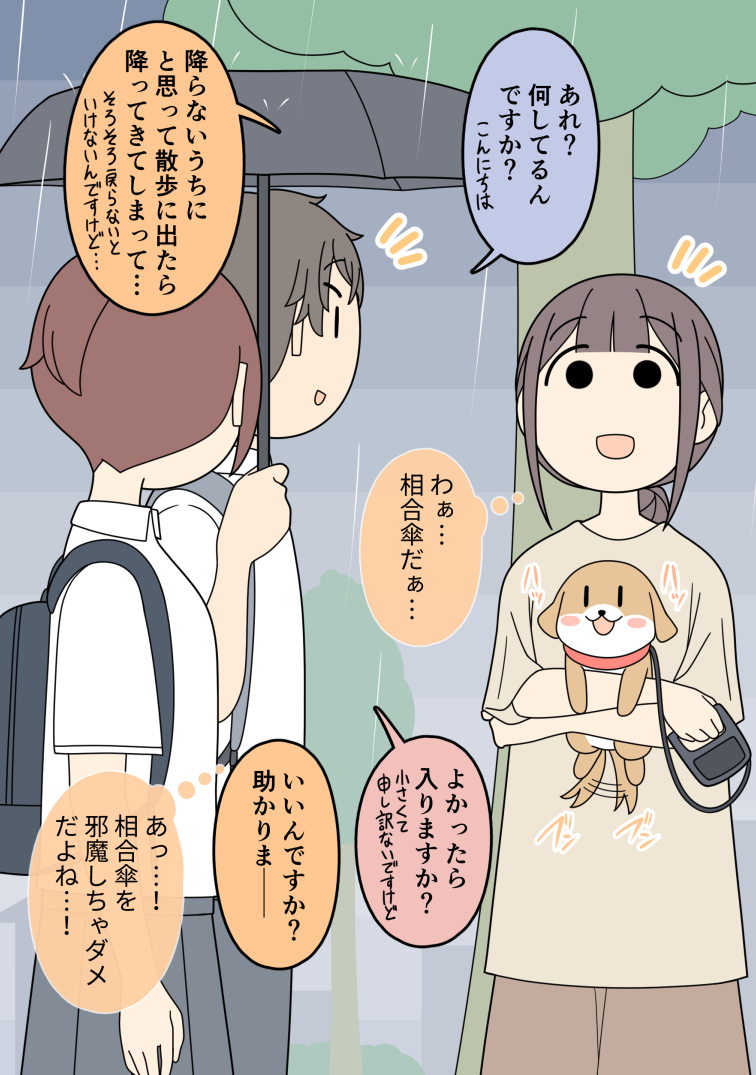 あれ?
何してるん
ですか?
こんにちは
降らないうちに
と思って散歩に出たら
降ってきてしまって…
そろそろ戻らないと
いけないんですけど…
わぁ…
相合傘だぁ…
ハッ
ハッ
よかったら
入りますか?
小さくて
申し訳ないですけど
ブン
ブン
いいんですか?
助かりま──
あっ…!
相合傘を
邪魔しちゃダメ
だよね…!